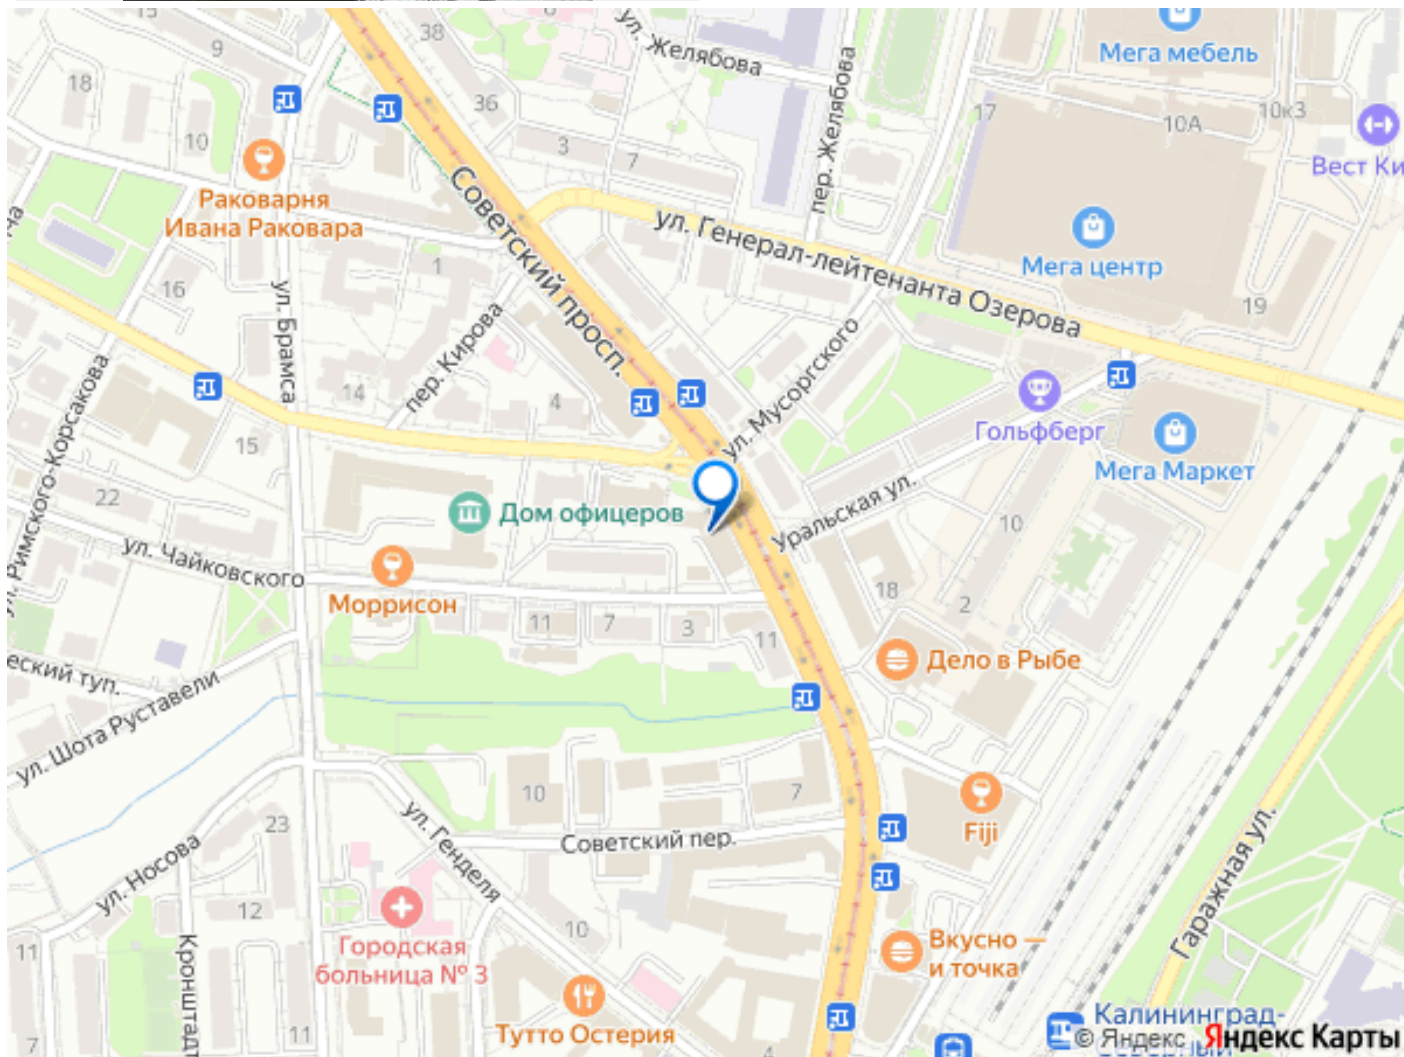 38
ул. Желябова
Мега мебель
9
18
36
17
10А
10к3
10
3
7
пер. Желябова
Вест Ки
Раковарня
Ивана Раковара
Советский просп.
ул. Генерал-лейтенанта Озерова
Мега центр
1
16
19
ул. Брамса
пер. Кирова
ул. Мусоргского
14
4
Гольфберг
15
Мега Маркет
ул. Римского-Корсакова
22
Дом офицеров
Уральская ул.
10
ул. Чайковского
Моррисон
18
2
11
7
3
11
Дело в Рыбе
еский туп.
ул. Шота Руставели
10
7
Fiji
23
ул. Генделя
Советский пер.
ул. Носова
Гаражная ул.
12
10
11
Кронштадт
Городская
больница № 3
Вкусно —
и точка
11
7
Тутто Остерия
4
Калининград-
© Яндекс Яндекс Карты